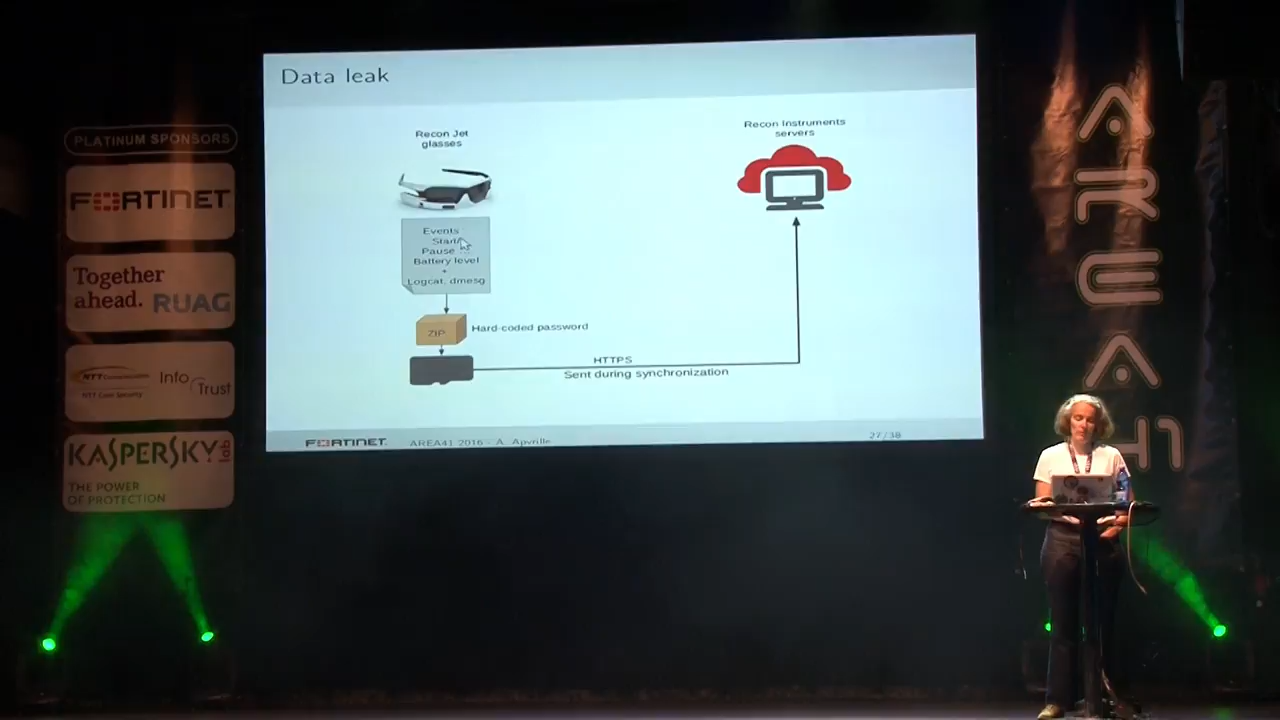 Data leak
Recon Jet
glasses
Recon Instruments
servers
Events
Start/
Pause ...
Battery level
+
Logcat, dmesg
ZIP
Hard-coded password
HTTPS
Sent during synchronization
FORTINET
AREA41 2016 - A. Apvrille
27/38
PLATINUM SPONSORS
FORTINET
Together
ahead. RUAG
NTT Communications
NTT Com Security
Info
Trust
KASPERSKY lab
THE POWER
OF PROTECTION
AREA41